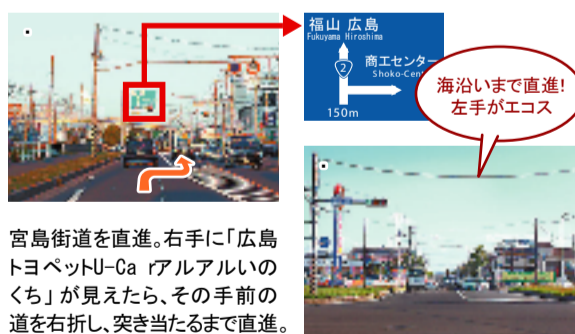 福山 広島
Fukuyama Hiroshima
2
商工センター
Shoko-Cent
150m
海沿いまで直進!
左手がエコス
宮島街道を直進。右手に「広島
トヨペットU-Ca rアルアルいの
くち」が見えたら、その手前の
道を右折し、突き当たるまで直進。